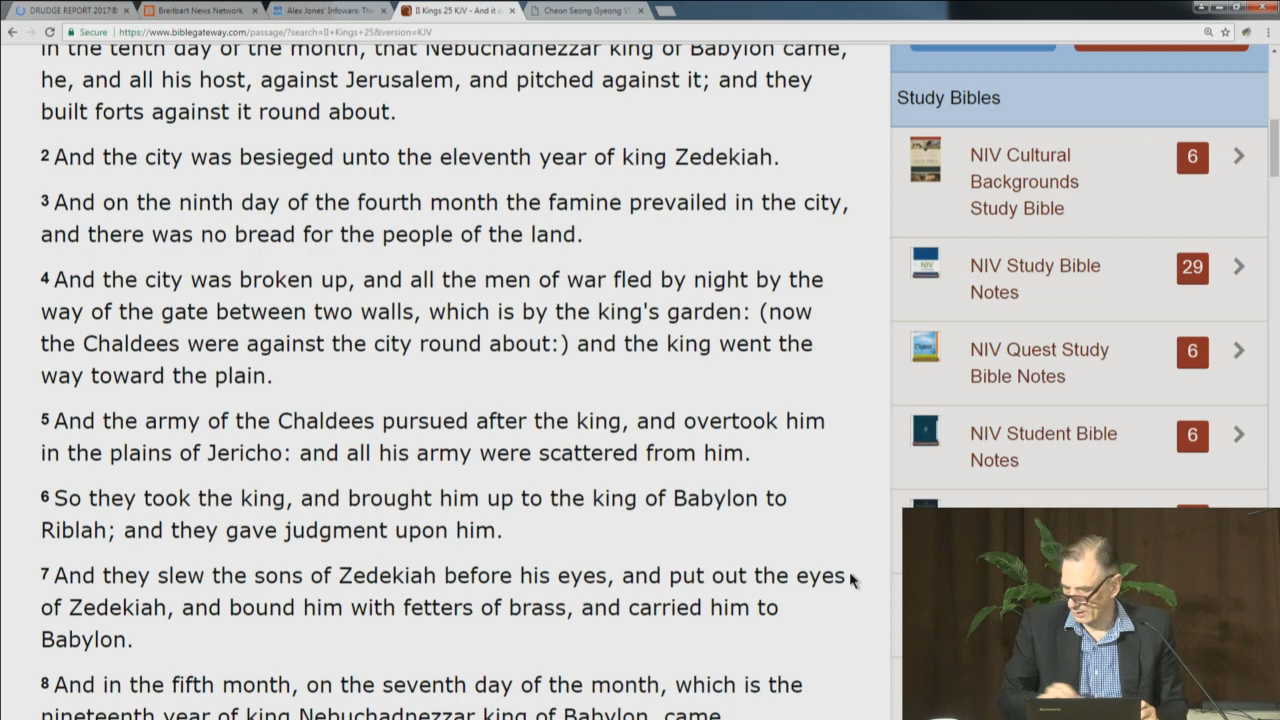 DRUDGE REPORT 2017®
Breitbart News Network
Alex Jones' Infowars: The
II Kings 25 KJV - And it c
Cheon Seong Gyeong V
Secure
https://www.biblegateway.com/passage/?search=II+Kings+25&version=KJV
in the tenth day of the month, that Nebuchadnezzar king of Babylon came,
he, and all his host, against Jerusalem, and pitched against it; and they
built forts against it round about.
2 And the city was besieged unto the eleventh year of king Zedekiah.
3 And on the ninth day of the fourth month the famine prevailed in the city,
and there was no bread for the people of the land.
4 And the city was broken up, and all the men of war fled by night by the
way of the gate between two walls, which is by the king's garden: (now
the Chaldees were against the city round about:) and the king went the
way toward the plain.
5 And the army of the Chaldees pursued after the king, and overtook him
in the plains of Jericho: and all his army were scattered from him.
6 So they took the king, and brought him up to the king of Babylon to
Riblah; and they gave judgment upon him.
7 And they slew the sons of Zedekiah before his eyes, and put out the eyes
of Zedekiah, and bound him with fetters of brass, and carried him to
Babylon.
8 And in the fifth month, on the seventh day of the month, which is the
nineteenth year of king Nebuchadnezzar king of Babylon, came
Study Bibles
NIV Cultural
Backgrounds
Study Bible
6
NIV Study Bible
Notes
29
NIV Quest Study
Bible Notes
6
NIV Student Bible
Notes
6